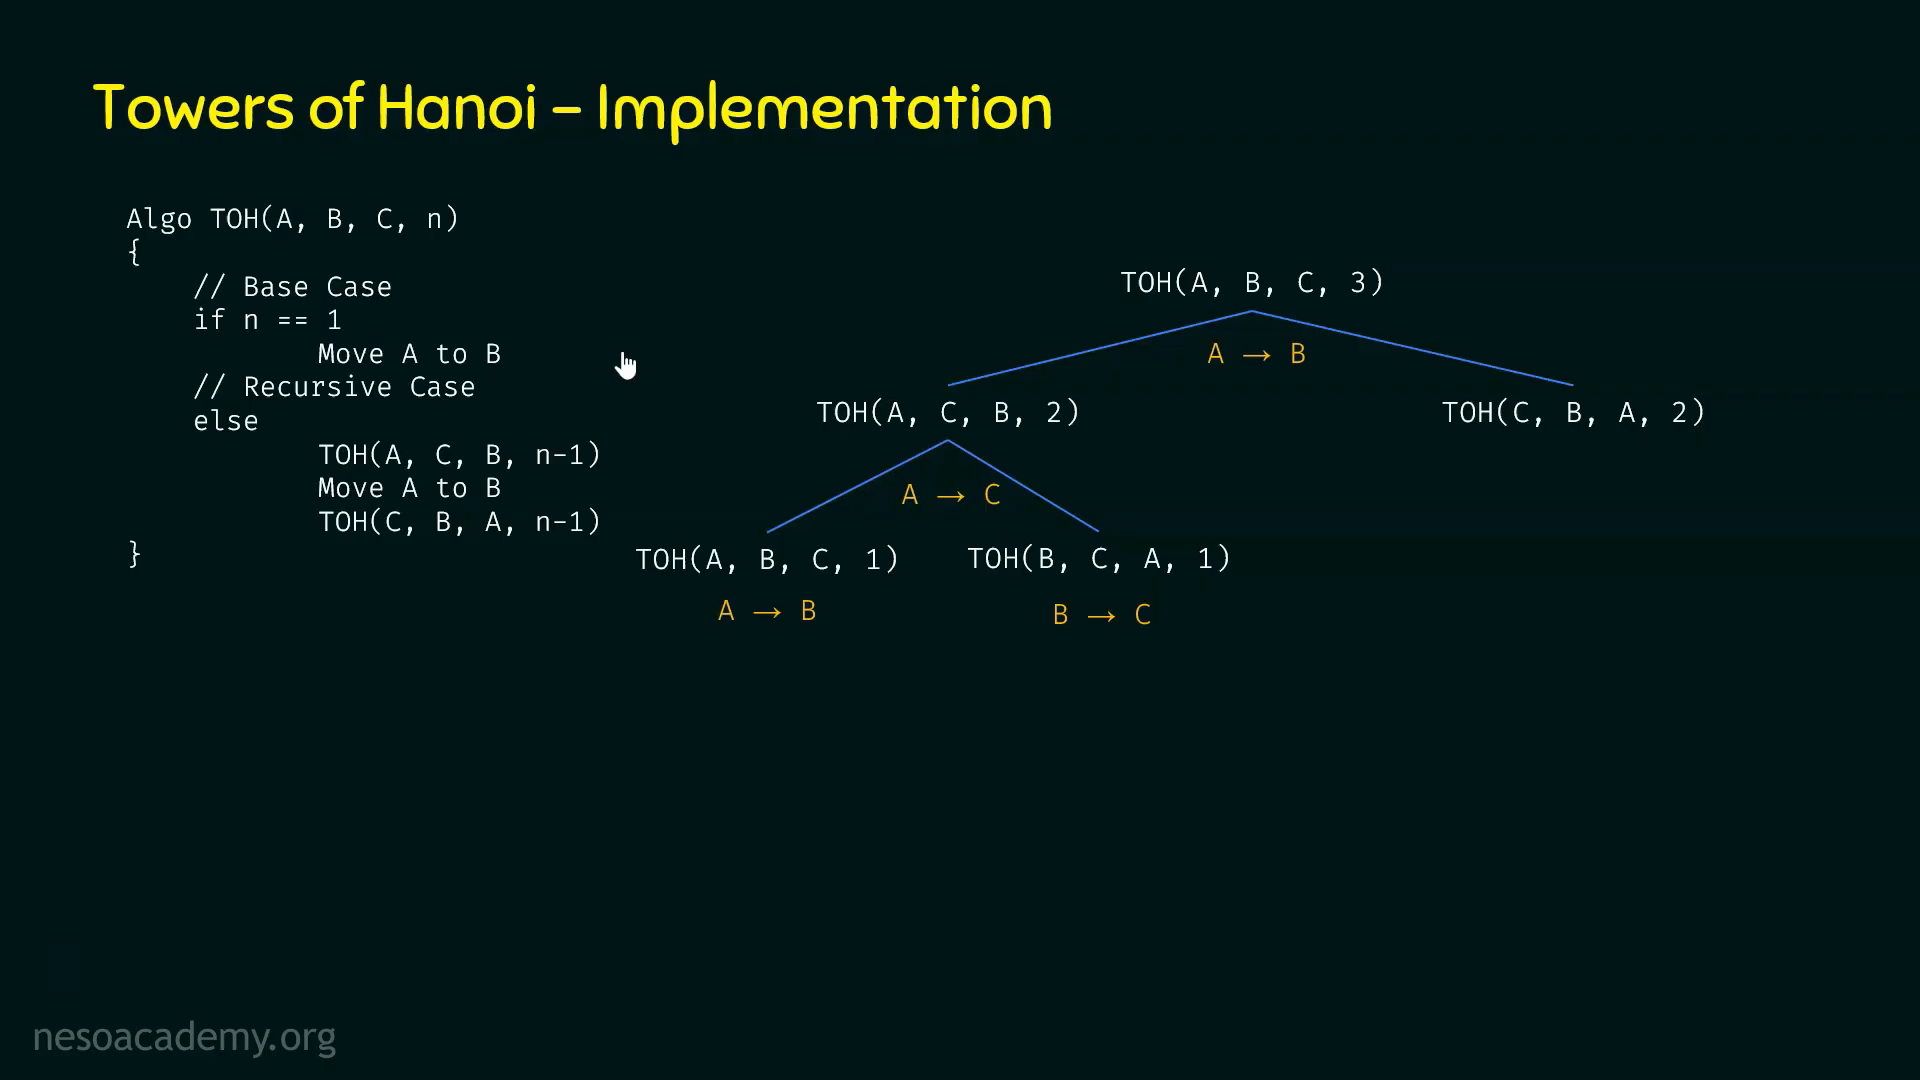 Towers of Hanoi – Implementation
Algo TOH(A, B, C, n)
{
// Base Case
if n == 1
Move A to B
// Recursive Case
else
TOH(A, C, B, n-1)
Move A to B
TOH(C, B, A, n-1)
}
TOH(A, B, C, 3)
A → B
TOH(A, C, B, 2)
TOH(C, B, A, 2)
A → C
TOH(A, B, C, 1)
TOH(B, C, A, 1)
A → B
B → C
nesoacademy.org